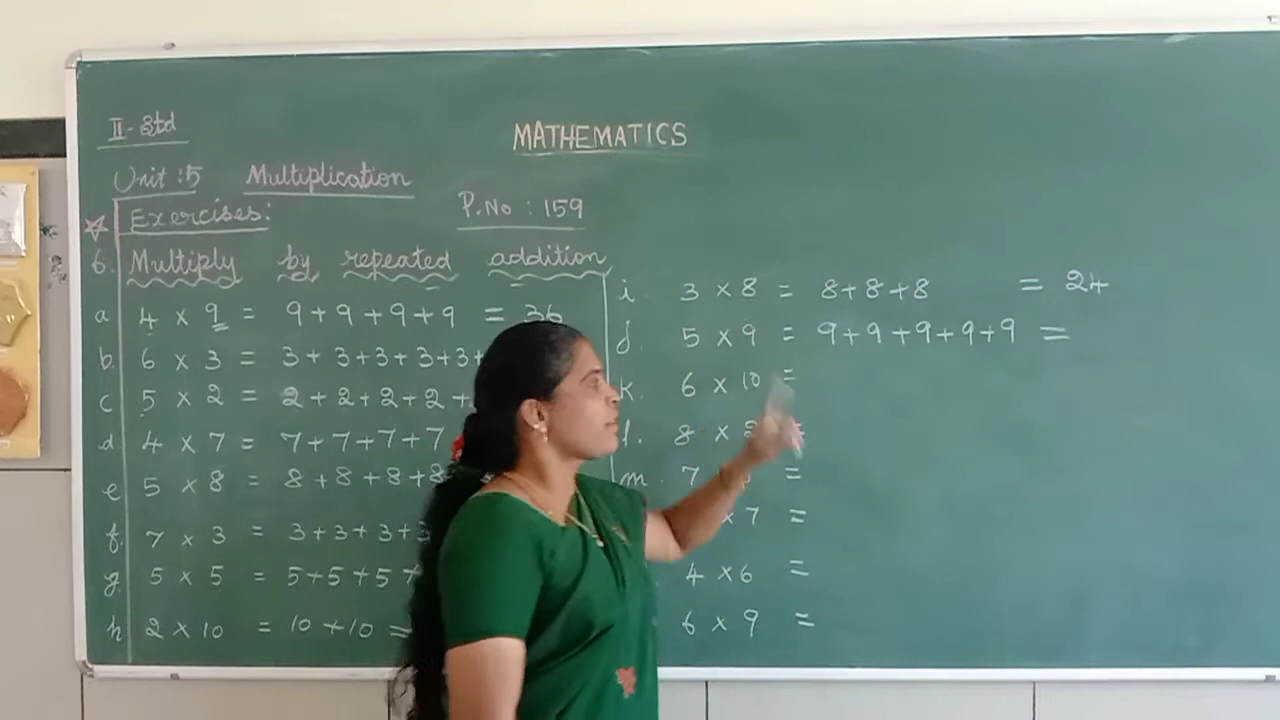 II - Std
MATHEMATICS
Unit : 5 Multiplication
Exercises: P.No : 159
6. Multiply by repeated addition
a 4 × 9 = 9+9+9+9 = 36
b. 6 × 3 = 3+3+3+3+3+
c 5 × 2 = 2+2+2+2+
d 4 × 7 = 7+7+7+7
e 5 × 8 = 8+8+8+8
f. 7 × 3 = 3+3+3+3
g. 5 × 5 = 5+5+5+
h 2 × 10 = 10+10 =
i. 3 × 8 = 8+8+8 = 24
j. 5 × 9 = 9+9+9+9+9 =
k. 6 × 10 =
l. 8 × =
m. 7 =
× 7 =
4 × 6 =
6 × 9 =